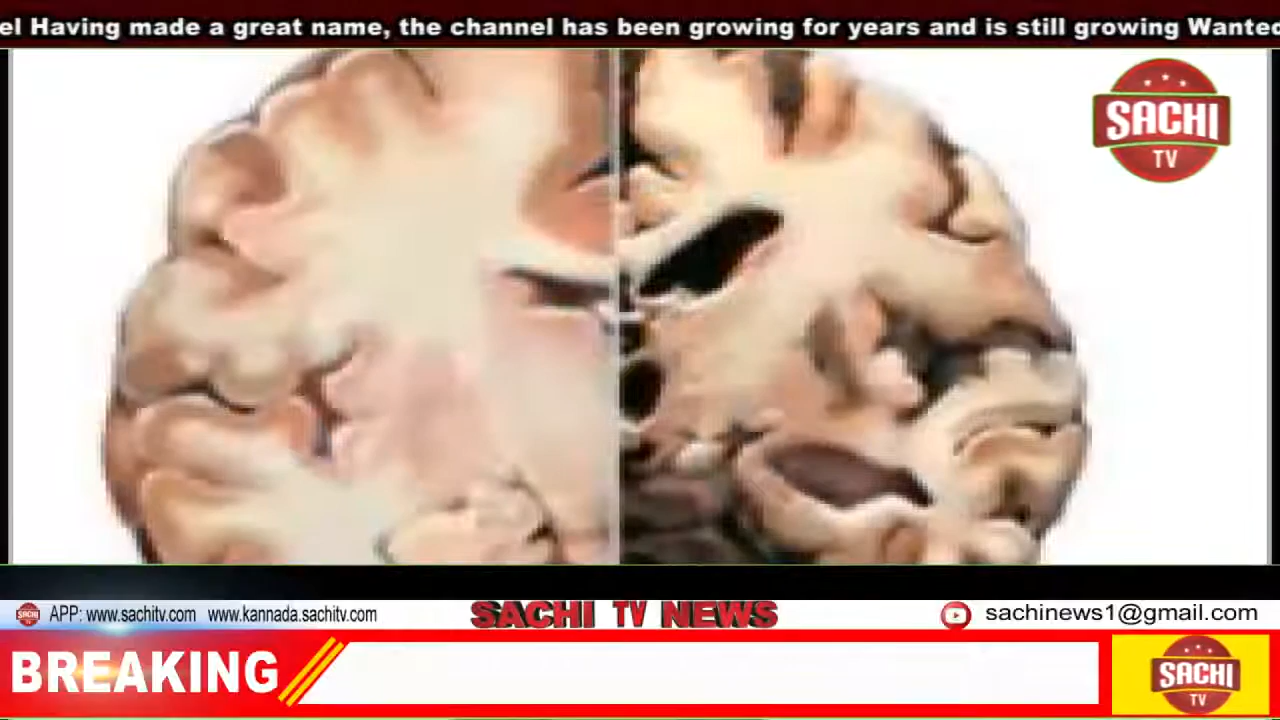 el Having made a great name, the channel has been growing for years and is still growing Wanted
SACHI
TV
APP: www.sachitv.com www.kannada.sachitv.com
SACHI TV NEWS
sachinews1@gmail.com
BREAKING
SACHI
TV